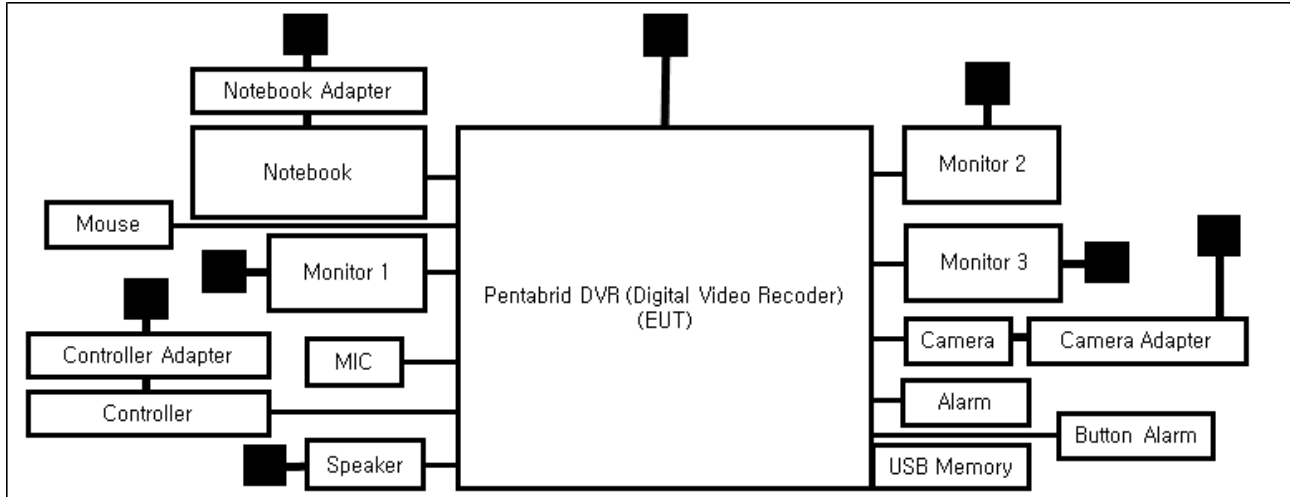 Notebook Adapter
Notebook
Mouse
Monitor 1
Controller Adapter
MIC
Controller
Speaker
Pentabrid DVR (Digital Video Recoder)
(EUT)
Monitor 2
Monitor 3
Camera
Camera Adapter
Alarm
Button Alarm
USB Memory